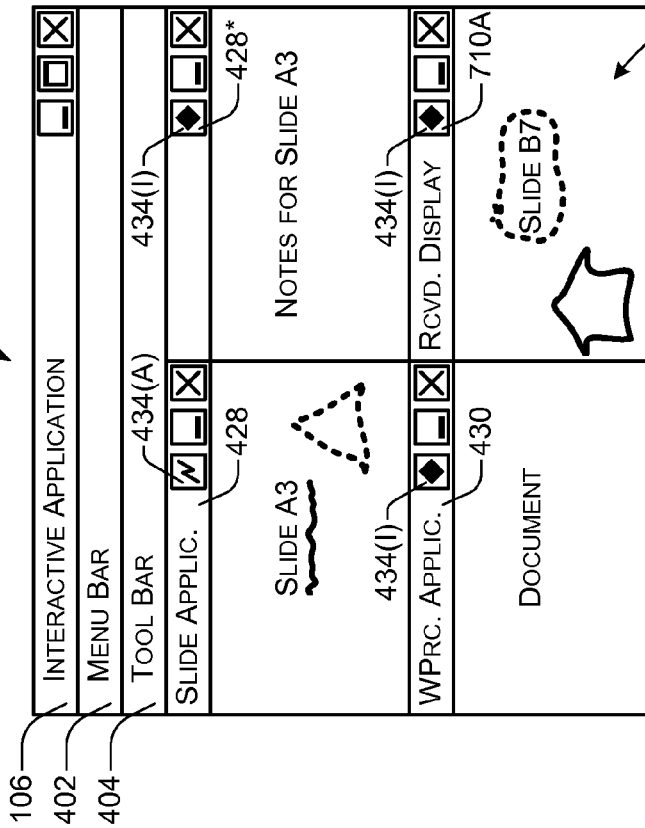 106
INTERACTIVE APPLICATION
402
MENU BAR
404
TOOL BAR
434(A)
434(I)
SLIDE APPLIC.
428
428*
SLIDE A3
NOTES FOR SLIDE A3
434(I)
434(I)
WPRC. APPLIC.
430
RCVD. DISPLAY
710A
DOCUMENT
SLIDE B7